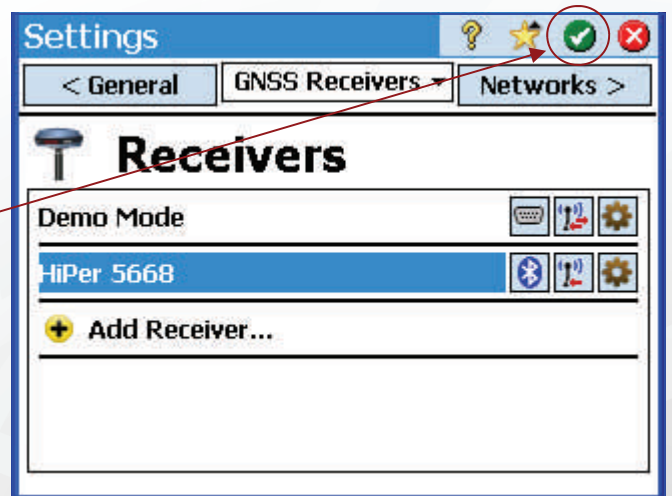 Settings
< General
GNSS Receivers
Networks >
Receivers
Demo Mode
HiPer 5668
Add Receiver...